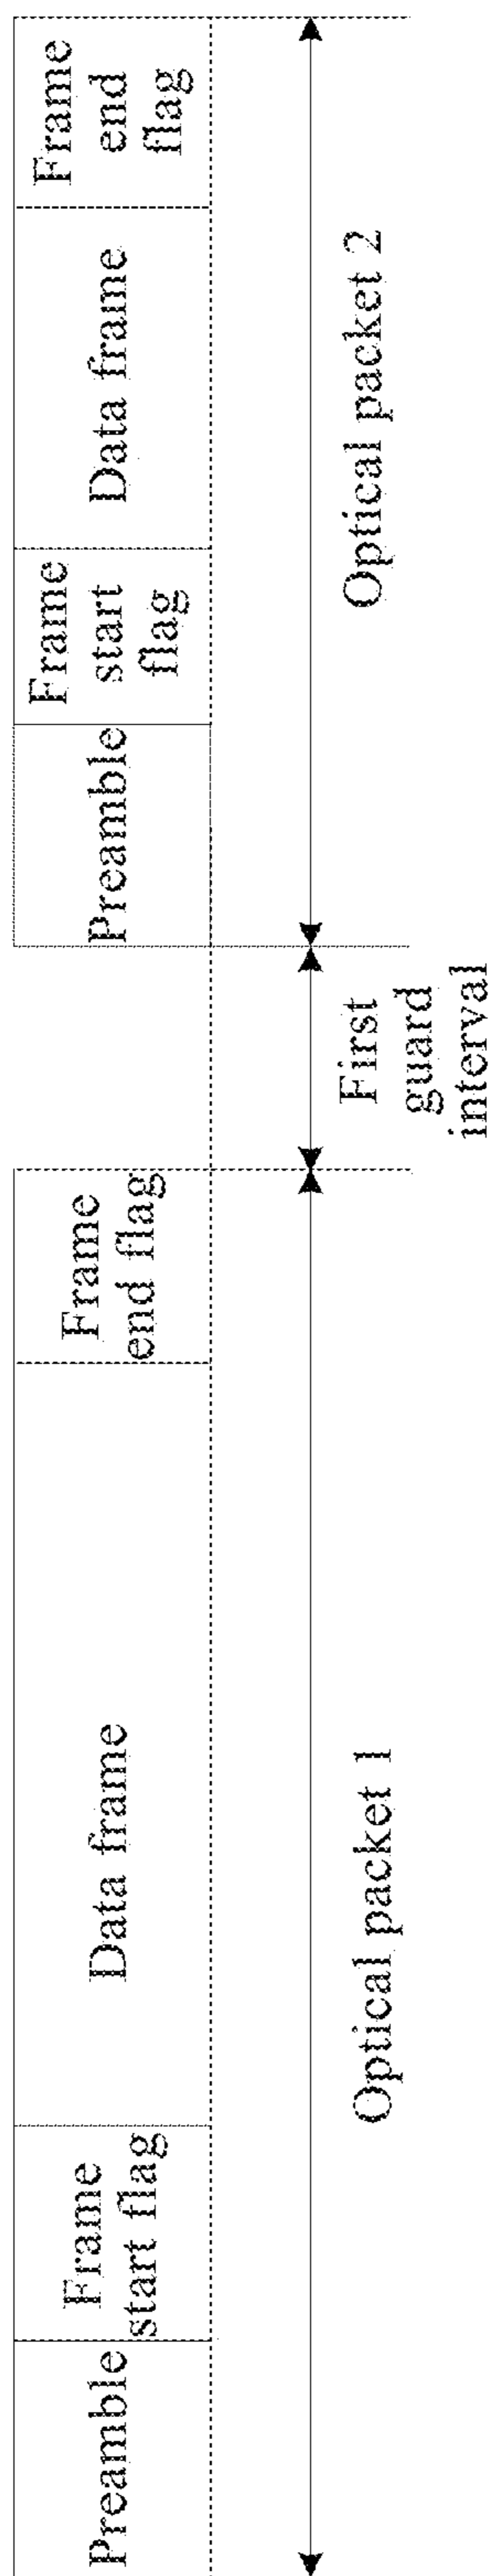 Preamble
Frame
start flag
Data frame
Frame
end flag
Preamble
Frame
start
flag
Data frame
Frame
end
flag
Optical packet 1
First
guard
interval
Optical packet 2